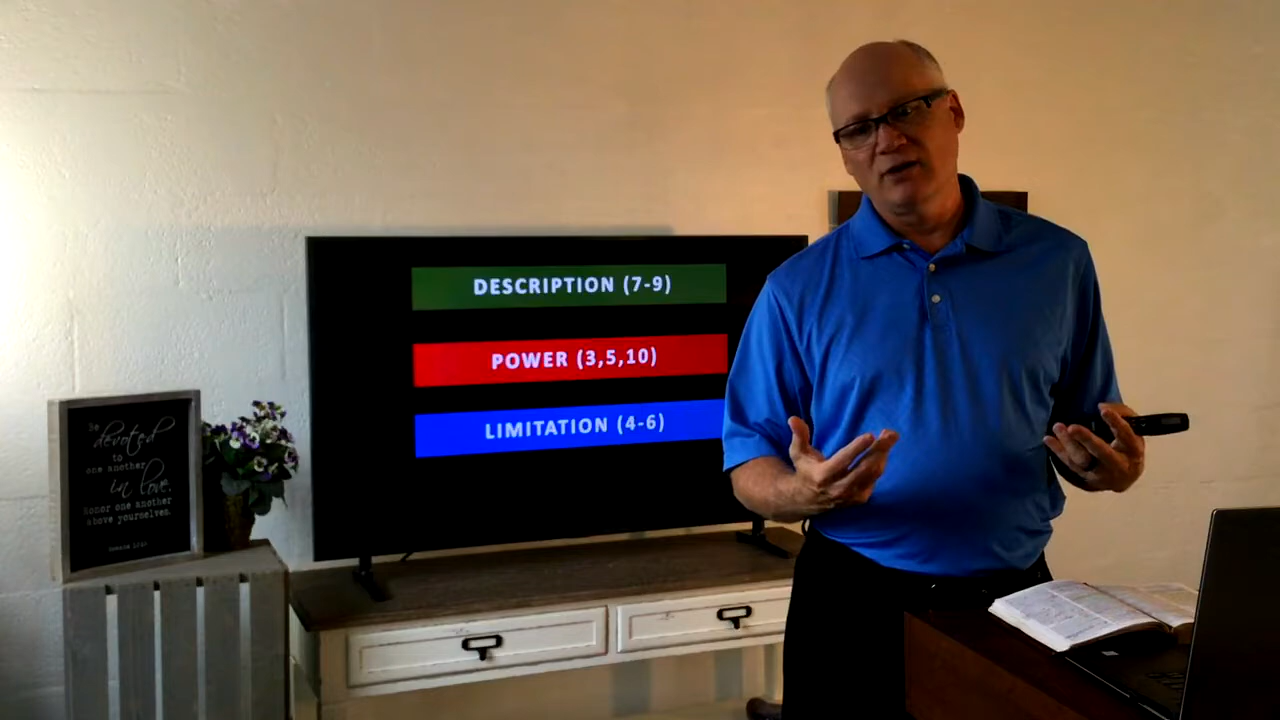 DESCRIPTION (7-9)
POWER (3,5,10)
LIMITATION (4-6)
Be
devoted
to
one another
in love.
Honor one another
above yourselves.